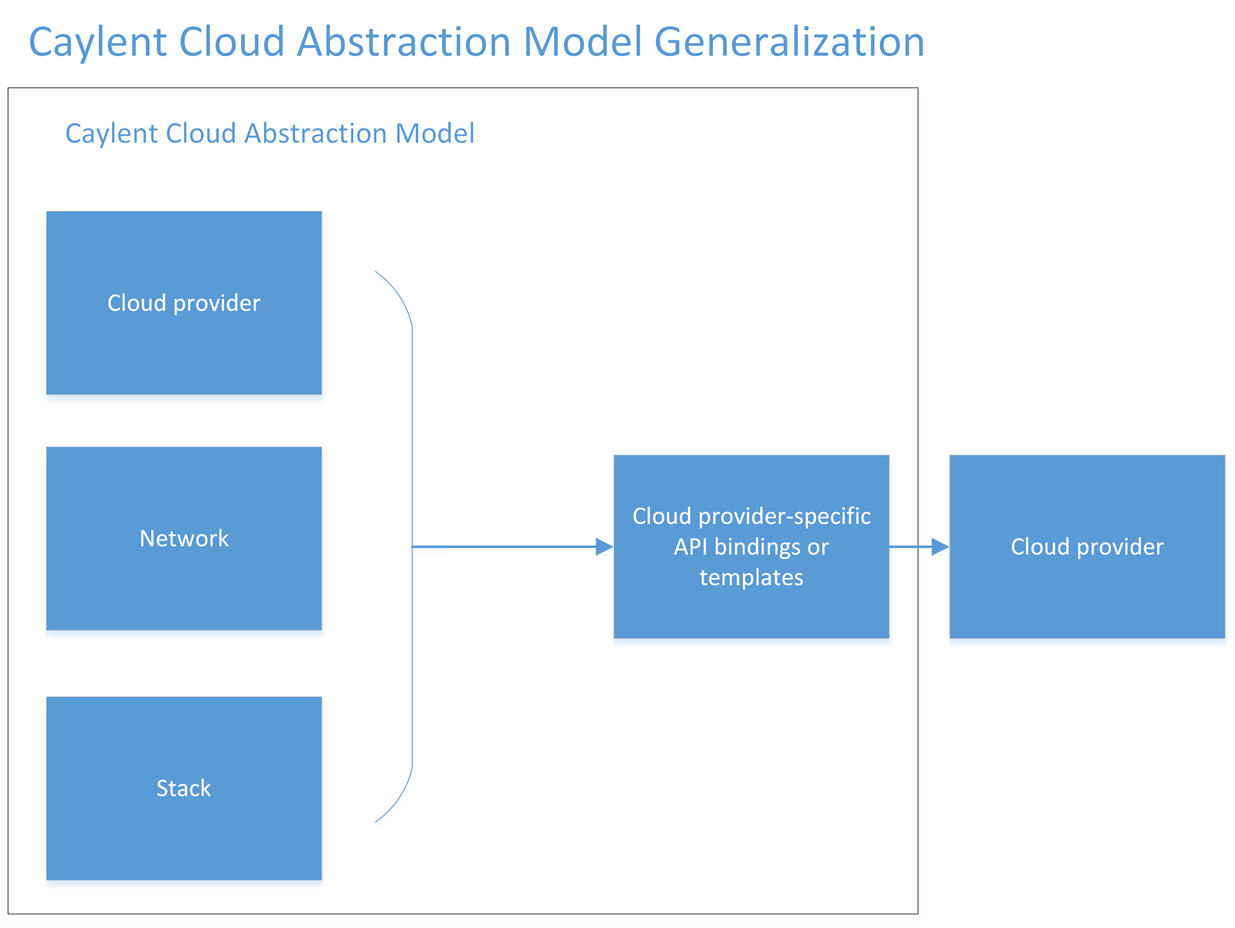 Caylent Cloud Abstraction Model Generalization
Caylent Cloud Abstraction Model
Cloud provider
Network
Stack
Cloud provider-specific
API bindings or
templates
Cloud provider